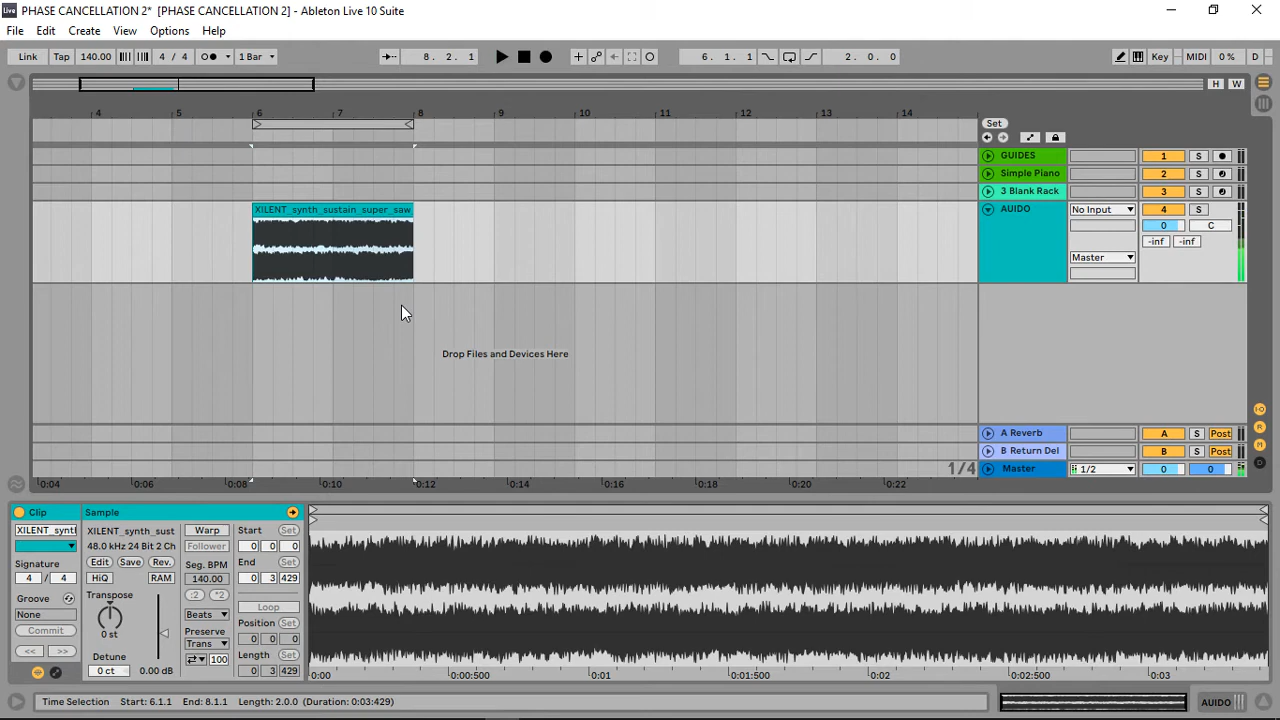 PHASE CANCELLATION 2* [PHASE CANCELLATION 2] - Ableton Live 10 Suite
File Edit Create View Options Help
Link Tap 140.00 4 / 4 1 Bar 8. 2. 1 6. 1. 1 2. 0. 0 Key MIDI 0 % D
H W
4 5 6 7 8 9 10 11 12 13 14
Set
GUIDES 1 S
Simple Piano 2 S
3 Blank Rack 3 S
XILENT_synth_sustain_super_saw AUIDO No Input 4 S
0 C
-inf -inf
Master
Drop Files and Devices Here
A Reverb A S Post
B Return Del B S Post
1/4 Master 1/2 0 0
0:04 0:06 0:08 0:10 0:12 0:14 0:16 0:18 0:20 0:22
Clip Sample
XILENT_synt XILENT_synth_sust Warp Start Set
48.0 kHz 24 Bit 2 Ch Follower 0 0 0
Signature Edit Save Rev. Seg. BPM End Set
4 / 4 HiQ RAM 140.00 0 3 429
Groove Transpose :2 *2 Loop
None 0 st Beats Position Set
Commit Preserve 0 0 0
<< >> Detune Trans Length Set
0 ct 0.00 dB 100 0 3 429
0:00 0:00:500 0:01 0:01:500 0:02 0:02:500 0:03
Time Selection Start: 6.1.1 End: 8.1.1 Length: 2.0.0 (Duration: 0:03:429) AUIDO